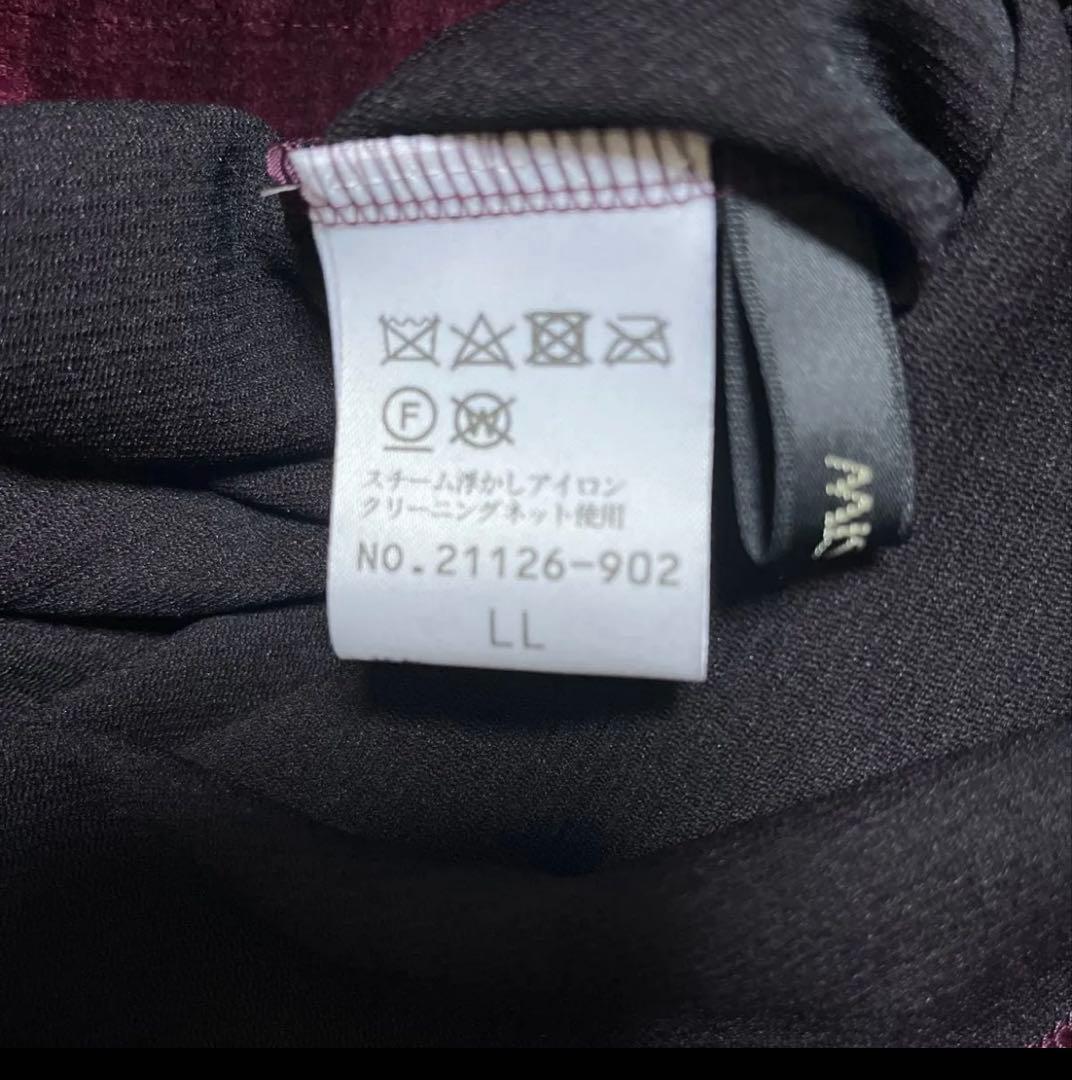 F W
スチーム浮かしアイロン
クリーニングネット使用
NO.21126-902
LL